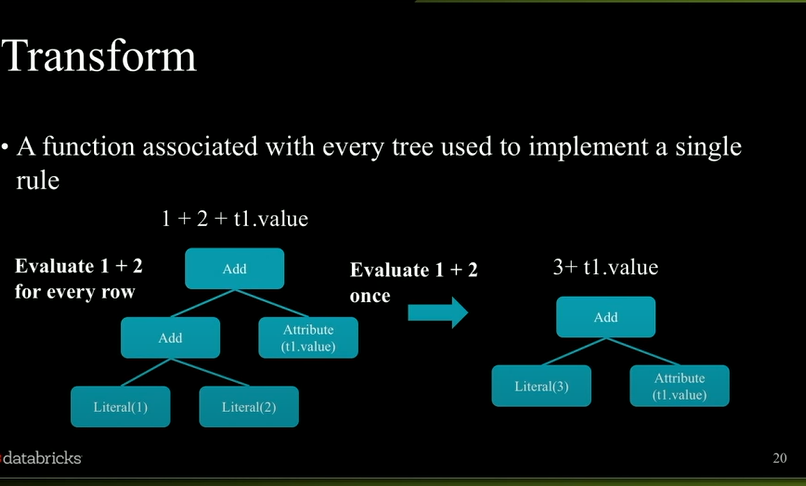 Transform
• A function associated with every tree used to implement a single
rule
1 + 2 + t1.value
Evaluate 1 + 2
for every row
Add
Add
Attribute
(t1.value)
Literal(1)
Literal(2)
Evaluate 1 + 2
once
3+ t1.value
Add
Literal(3)
Attribute
(t1.value)
databricks
20